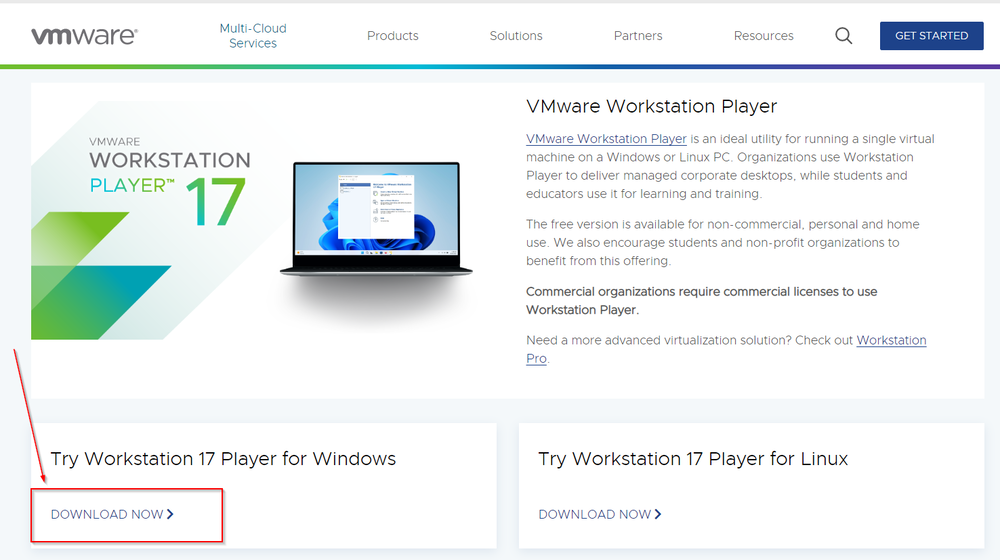 vmware®
Multi-Cloud
Services
Products
Solutions
Partners
Resources
GET STARTED
VMWARE
WORKSTATION
PLAYER™ 17
VMware Workstation Player
VMware Workstation Player is an ideal utility for running a single virtual
machine on a Windows or Linux PC. Organizations use Workstation
Player to deliver managed corporate desktops, while students and
educators use it for learning and training.
The free version is available for non-commercial, personal and home
use. We also encourage students and non-profit organizations to
benefit from this offering.
Commercial organizations require commercial licenses to use
Workstation Player.
Need a more advanced virtualization solution? Check out Workstation
Pro.
Try Workstation 17 Player for Windows
DOWNLOAD NOW
Try Workstation 17 Player for Linux
DOWNLOAD NOW